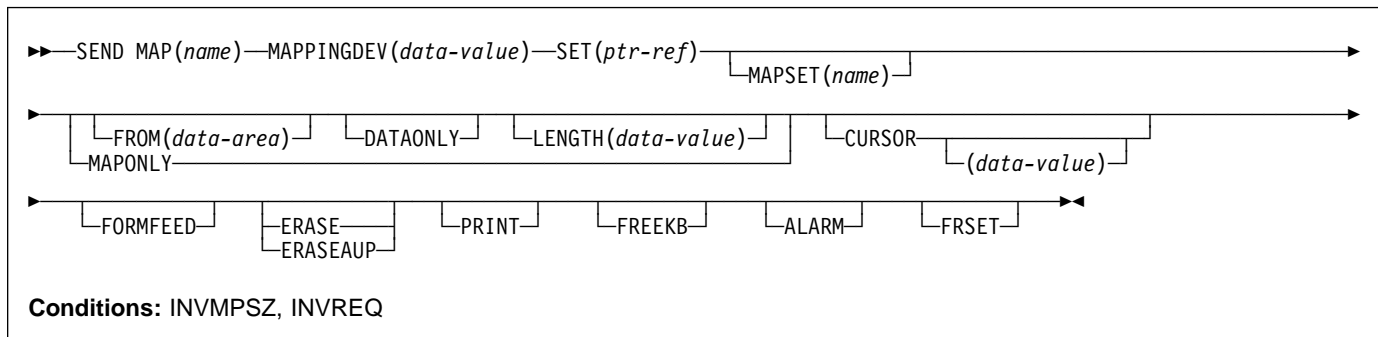 SEND MAP(name) MAPPINGDEV(data-value) SET(ptr-ref)
MAPSET(name)
FROM(data-area) DATAONLY LENGTH(data-value) CURSOR
MAPONLY (data-value)
FORMFEED ERASE PRINT FREEKB ALARM FRSET
ERASEAUP
Conditions: INVMPSZ, INVREQ